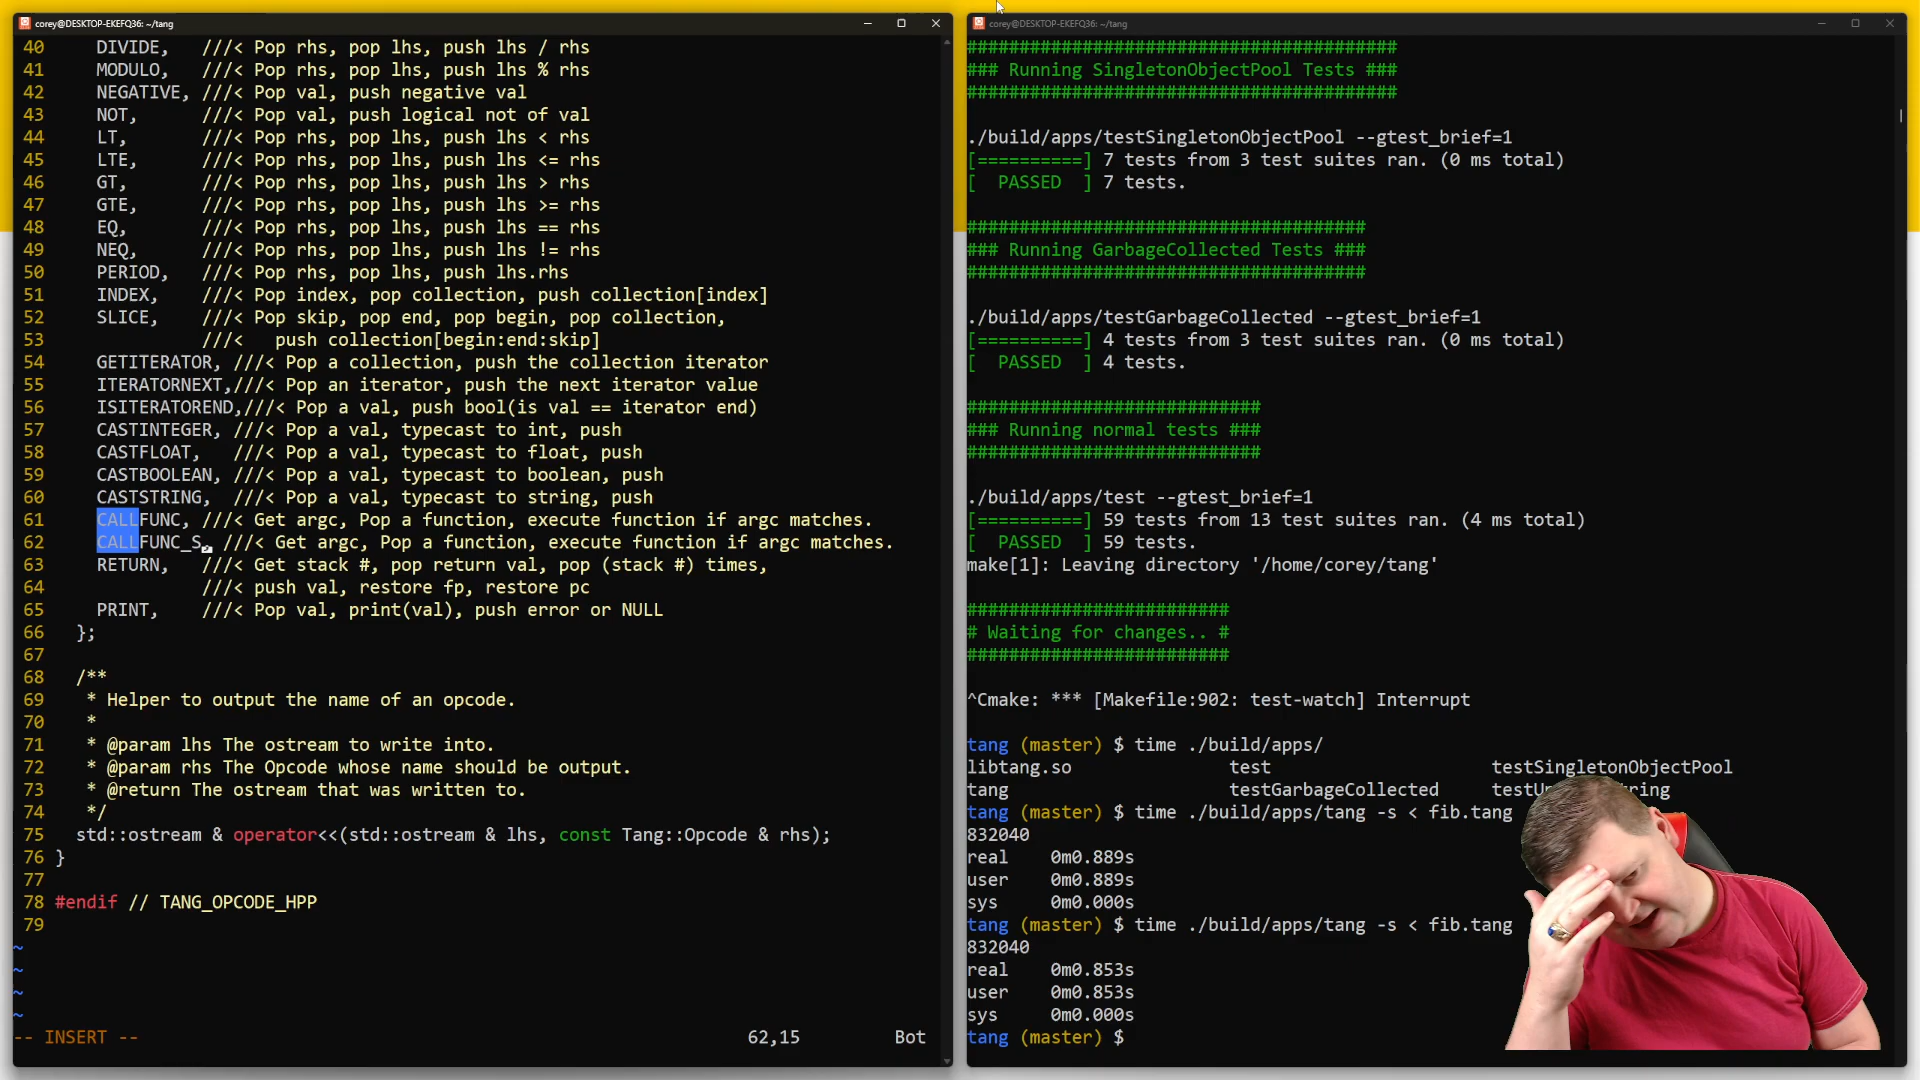 corey@DESKTOP-EKEFQ36: ~/tang
40 DIVIDE, ///< Pop rhs, pop lhs, push lhs / rhs
41 MODULO, ///< Pop rhs, pop lhs, push lhs % rhs
42 NEGATIVE, ///< Pop val, push negative val
43 NOT, ///< Pop val, push logical not of val
44 LT, ///< Pop rhs, pop lhs, push lhs < rhs
45 LTE, ///< Pop rhs, pop lhs, push lhs <= rhs
46 GT, ///< Pop rhs, pop lhs, push lhs > rhs
47 GTE, ///< Pop rhs, pop lhs, push lhs >= rhs
48 EQ, ///< Pop rhs, pop lhs, push lhs == rhs
49 NEQ, ///< Pop rhs, pop lhs, push lhs != rhs
50 PERIOD, ///< Pop rhs, pop lhs, push lhs.rhs
51 INDEX, ///< Pop index, pop collection, push collection[index]
52 SLICE, ///< Pop skip, pop end, pop begin, pop collection,
53 ///< push collection[begin:end:skip]
54 GETITERATOR, ///< Pop a collection, push the collection iterator
55 ITERATORNEXT,///< Pop an iterator, push the next iterator value
56 ISITERATOREND,///< Pop a val, push bool(is val == iterator end)
57 CASTINTEGER, ///< Pop a val, typecast to int, push
58 CASTFLOAT, ///< Pop a val, typecast to float, push
59 CASTBOOLEAN, ///< Pop a val, typecast to boolean, push
60 CASTSTRING, ///< Pop a val, typecast to string, push
61 CALLFUNC, ///< Get argc, Pop a function, execute function if argc matches.
62 CALLFUNC_S, ///< Get argc, Pop a function, execute function if argc matches.
63 RETURN, ///< Get stack #, pop return val, pop (stack #) times,
64 ///< push val, restore fp, restore pc
65 PRINT, ///< Pop val, print(val), push error or NULL
66 };
67
68 /**
69 * Helper to output the name of an opcode.
70 *
71 * @param lhs The ostream to write into.
72 * @param rhs The Opcode whose name should be output.
73 * @return The ostream that was written to.
74 */
75 std::ostream & operator<<(std::ostream & lhs, const Tang::Opcode & rhs);
76 }
77
78 #endif // TANG_OPCODE_HPP
79
~
~
~
~
-- INSERT -- 62,15 Bot
corey@DESKTOP-EKEFQ36: ~/tang
#########################################
### Running SingletonObjectPool Tests ###
#########################################
./build/apps/testSingletonObjectPool --gtest_brief=1
[==========] 7 tests from 3 test suites ran. (0 ms total)
[  PASSED  ] 7 tests.
######################################
### Running GarbageCollected Tests ###
######################################
./build/apps/testGarbageCollected --gtest_brief=1
[==========] 4 tests from 3 test suites ran. (0 ms total)
[  PASSED  ] 4 tests.
############################
### Running normal tests ###
############################
./build/apps/test --gtest_brief=1
[==========] 59 tests from 13 test suites ran. (4 ms total)
[  PASSED  ] 59 tests.
make[1]: Leaving directory '/home/corey/tang'
#########################
# Waiting for changes.. #
#########################
^Cmake: *** [Makefile:902: test-watch] Interrupt
tang (master) $ time ./build/apps/
libtang.so test testSingletonObjectPool
tang testGarbageCollected
tang (master) $ time ./build/apps/tang -s < fib.tang
832040
real 0m0.889s
user 0m0.889s
sys 0m0.000s
tang (master) $ time ./build/apps/tang -s < fib.tang
832040
real 0m0.853s
user 0m0.853s
sys 0m0.000s
tang (master) $